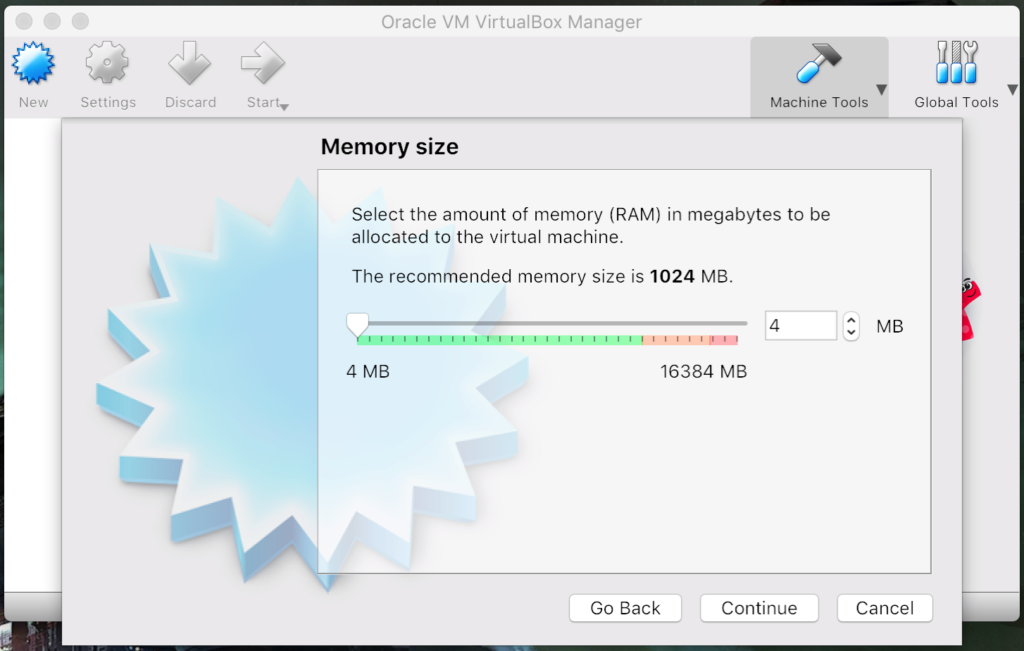 Oracle VM VirtualBox Manager
New
Settings
Discard
Start
Machine Tools
Global Tools
Memory size
Select the amount of memory (RAM) in megabytes to be
allocated to the virtual machine.
The recommended memory size is 1024 MB.
4
MB
4 MB
16384 MB
Go Back
Continue
Cancel